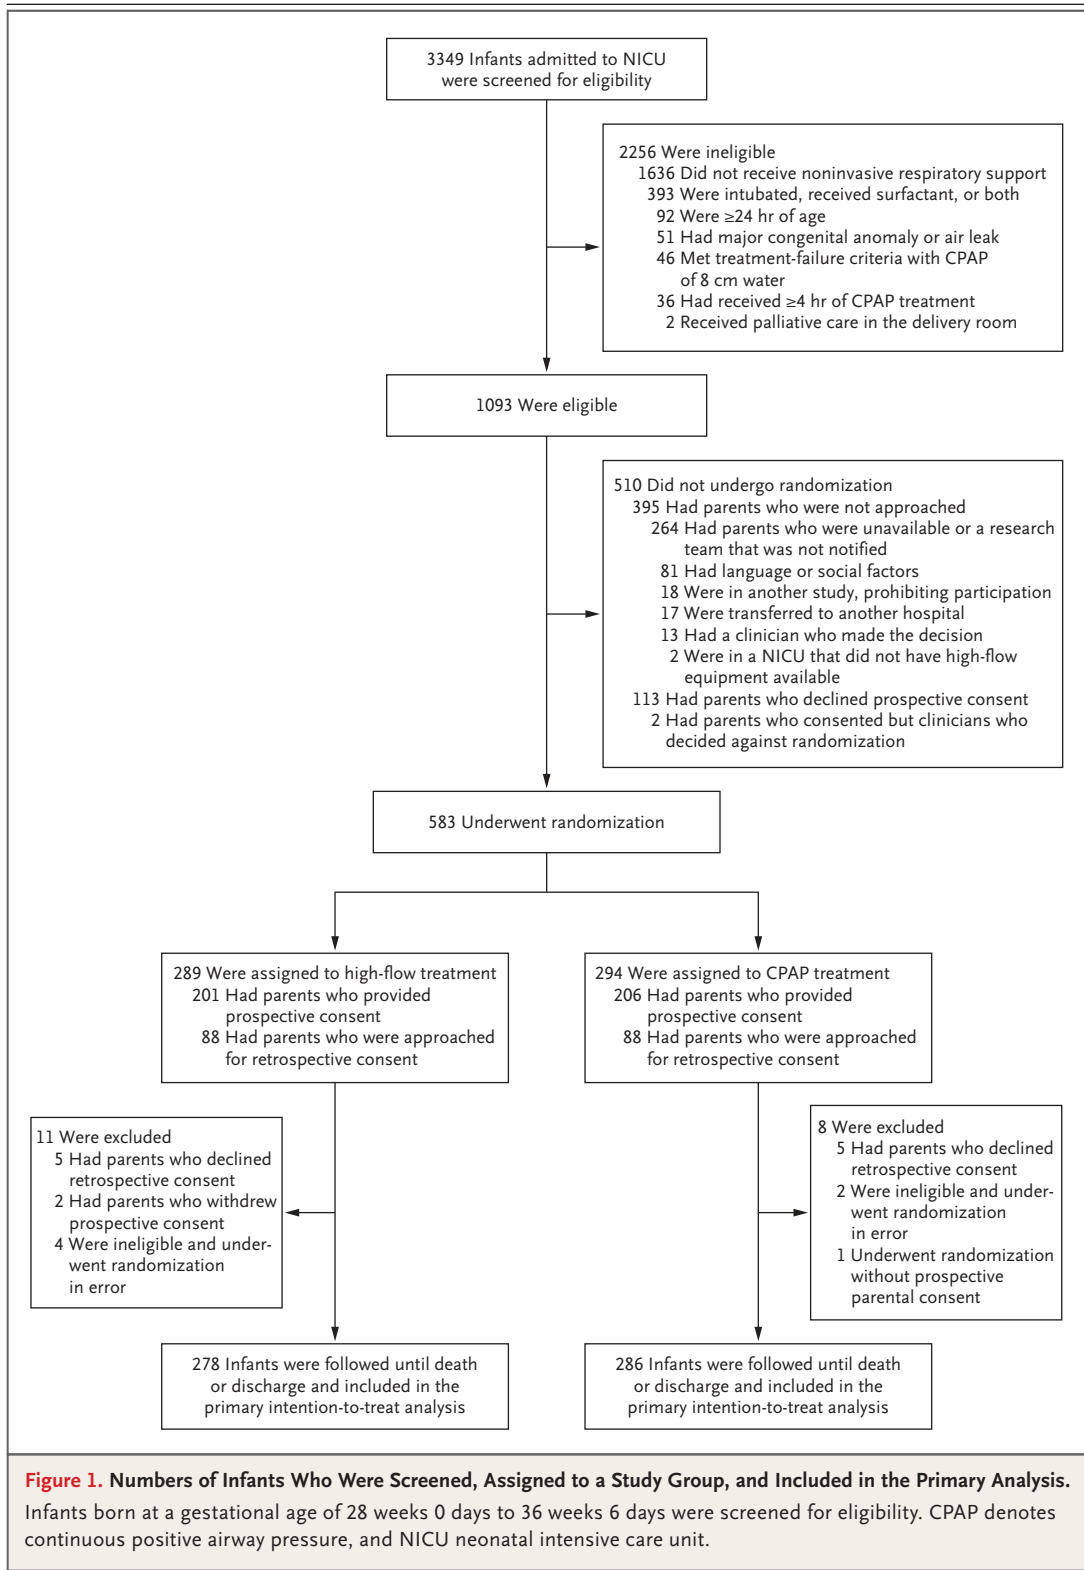 3349 Infants admitted to NICU
were screened for eligibility
2256 Were ineligible
1636 Did not receive noninvasive respiratory support
393 Were intubated, received surfactant, or both
92 Were ≥24 hr of age
51 Had major congenital anomaly or air leak
46 Met treatment-failure criteria with CPAP
of 8 cm water
36 Had received ≥4 hr of CPAP treatment
2 Received palliative care in the delivery room
1093 Were eligible
510 Did not undergo randomization
395 Had parents who were not approached
264 Had parents who were unavailable or a research
team that was not notified
81 Had language or social factors
18 Were in another study, prohibiting participation
17 Were transferred to another hospital
13 Had a clinician who made the decision
2 Were in a NICU that did not have high-flow
equipment available
113 Had parents who declined prospective consent
2 Had parents who consented but clinicians who
decided against randomization
583 Underwent randomization
289 Were assigned to high-flow treatment
201 Had parents who provided
prospective consent
88 Had parents who were approached
for retrospective consent
294 Were assigned to CPAP treatment
206 Had parents who provided
prospective consent
88 Had parents who were approached
for retrospective consent
11 Were excluded
5 Had parents who declined
retrospective consent
2 Had parents who withdrew
prospective consent
4 Were ineligible and under-
went randomization
in error
8 Were excluded
5 Had parents who declined
retrospective consent
2 Were ineligible and under-
went randomization
in error
1 Underwent randomization
without prospective
parental consent
278 Infants were followed until death
or discharge and included in the
primary intention-to-treat analysis
286 Infants were followed until death
or discharge and included in the
primary intention-to-treat analysis
Figure 1. Numbers of Infants Who Were Screened, Assigned to a Study Group, and Included in the Primary Analysis.
Infants born at a gestational age of 28 weeks 0 days to 36 weeks 6 days were screened for eligibility. CPAP denotes
continuous positive airway pressure, and NICU neonatal intensive care unit.